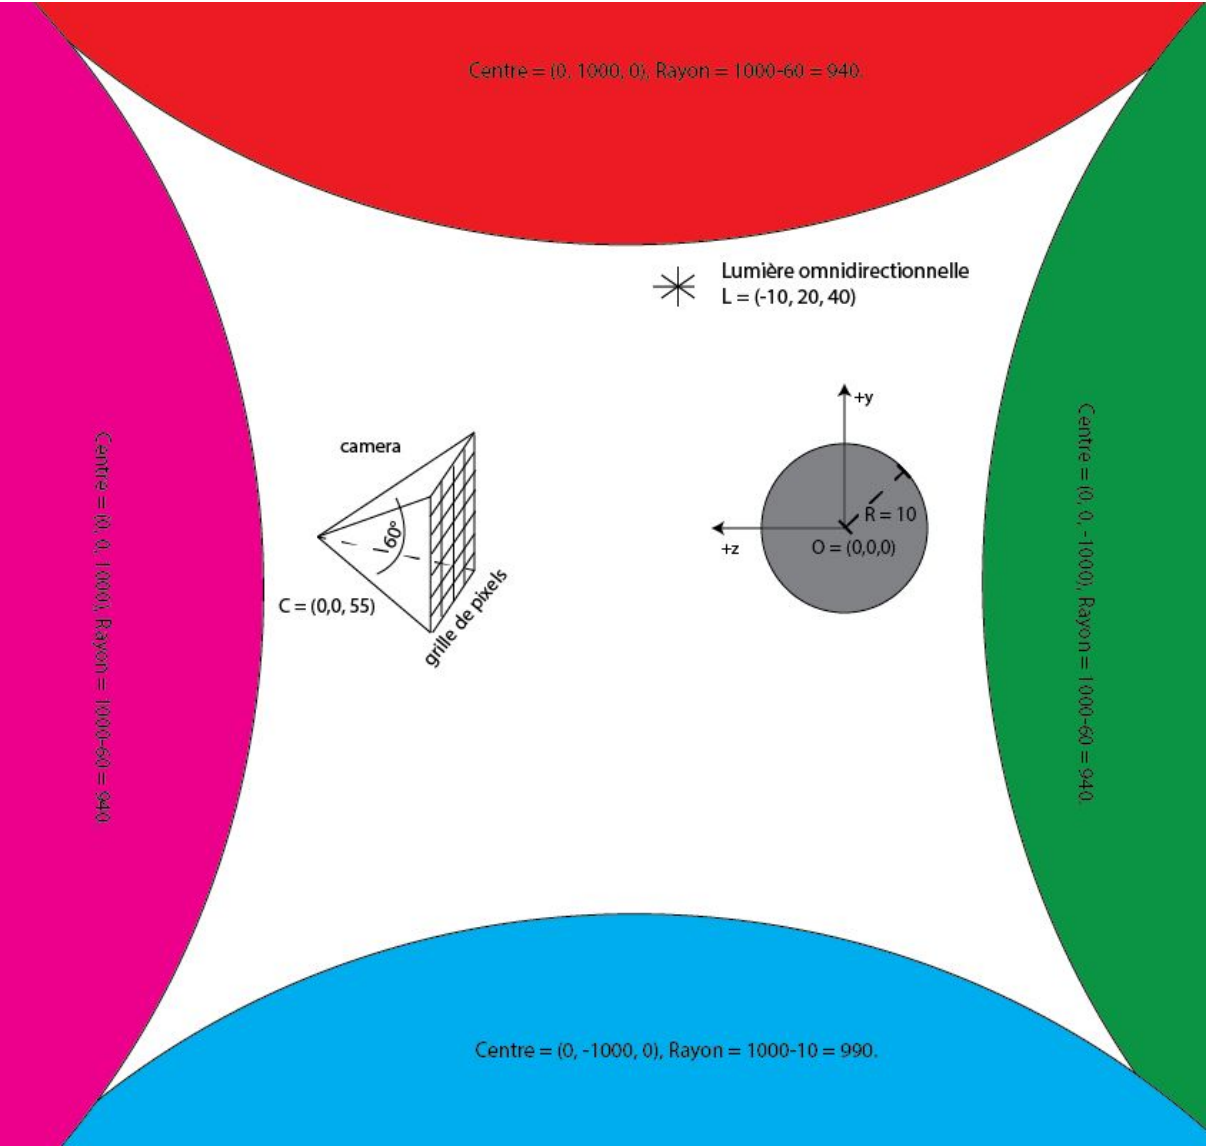 Centre = (0, 1000, 0), Rayon = 1000-60 = 940.
Lumière omnidirectionnelle
L = (-10, 20, 40)
+y
camera
60°
R = 10
+z
O = (0,0,0)
C = (0,0, 55)
grille de pixels
Centre = (0, 0, 1000), Rayon = 1000-60 = 940.
Centre = (0, 0, -1000), Rayon = 1000-60 = 940.
Centre = (0, -1000, 0), Rayon = 1000-10 = 990.